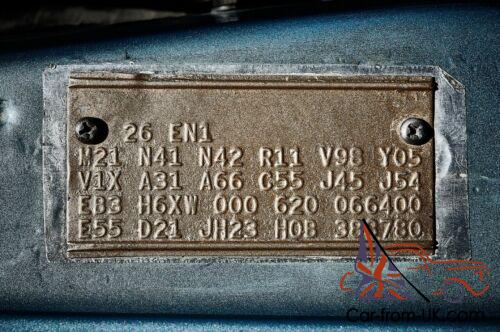 26 EN1
M21 N41 N42 R11 V98 Y05
V1X A31 A66 C55 J45 J54
EB3 H6XW 000 620 066400
E55 D21 JH23 H0B 780
Car-from-UK.com